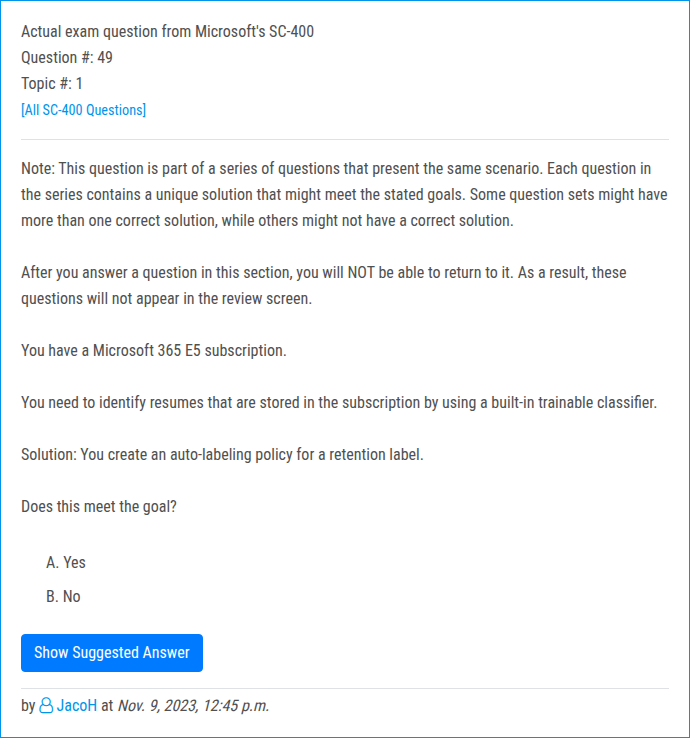 Actual exam question from Microsoft's SC-400
Question #: 49
Topic #: 1
[All SC-400 Questions]
Note: This question is part of a series of questions that present the same scenario. Each question in
the series contains a unique solution that might meet the stated goals. Some question sets might have
more than one correct solution, while others might not have a correct solution.
After you answer a question in this section, you will NOT be able to return to it. As a result, these
questions will not appear in the review screen.
You have a Microsoft 365 E5 subscription.
You need to identify resumes that are stored in the subscription by using a built-in trainable classifier.
Solution: You create an auto-labeling policy for a retention label.
Does this meet the goal?
A. Yes
B. No
Show Suggested Answer
by JacoH at Nov. 9, 2023, 12:45 p.m.